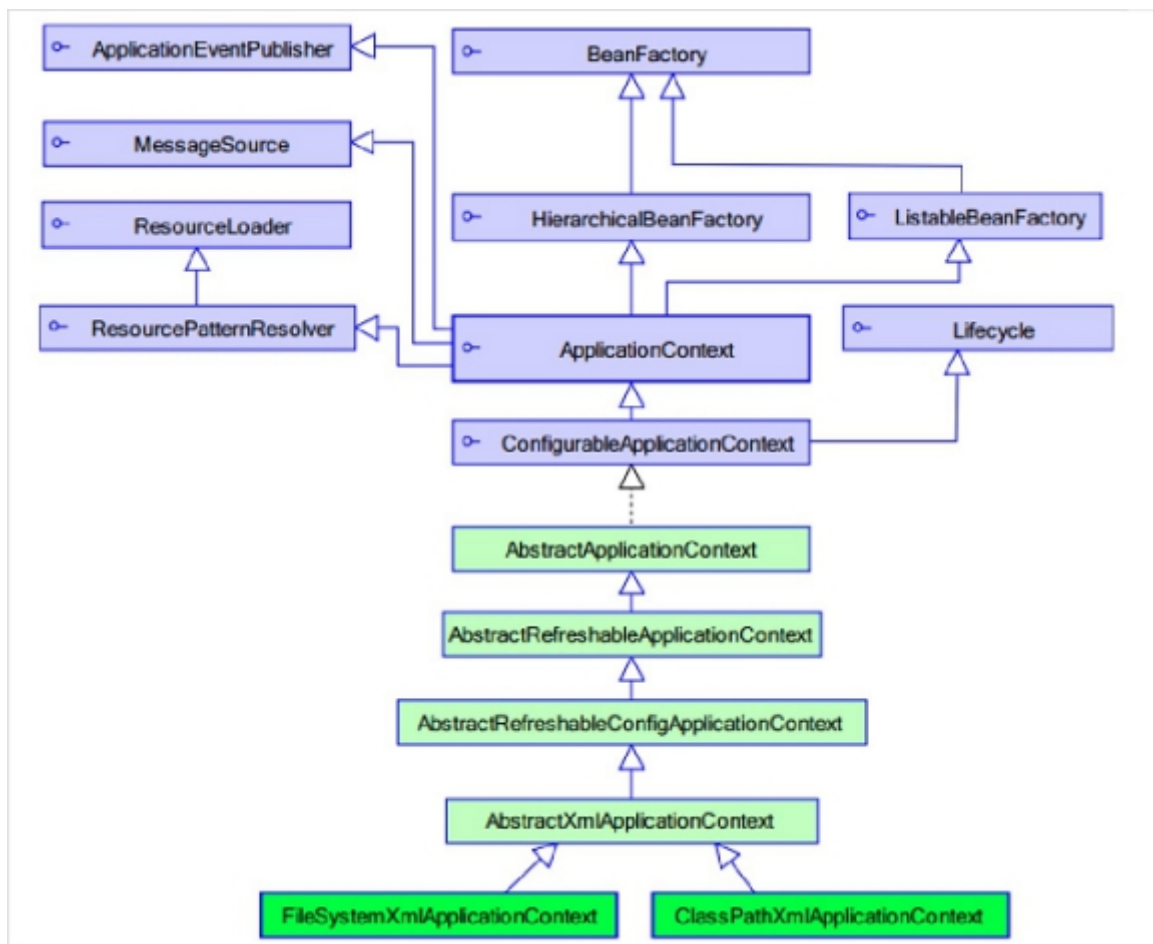 ApplicationEventPublisher
BeanFactory
MessageSource
HierarchicalBeanFactory
ListableBeanFactory
ResourceLoader
ResourcePatternResolver
ApplicationContext
Lifecycle
ConfigurableApplicationContext
AbstractApplicationContext
AbstractRefreshableApplicationContext
AbstractRefreshableConfigApplicationContext
AbstractXmlApplicationContext
FileSystemXmlApplicationContext
ClassPathXmlApplicationContext